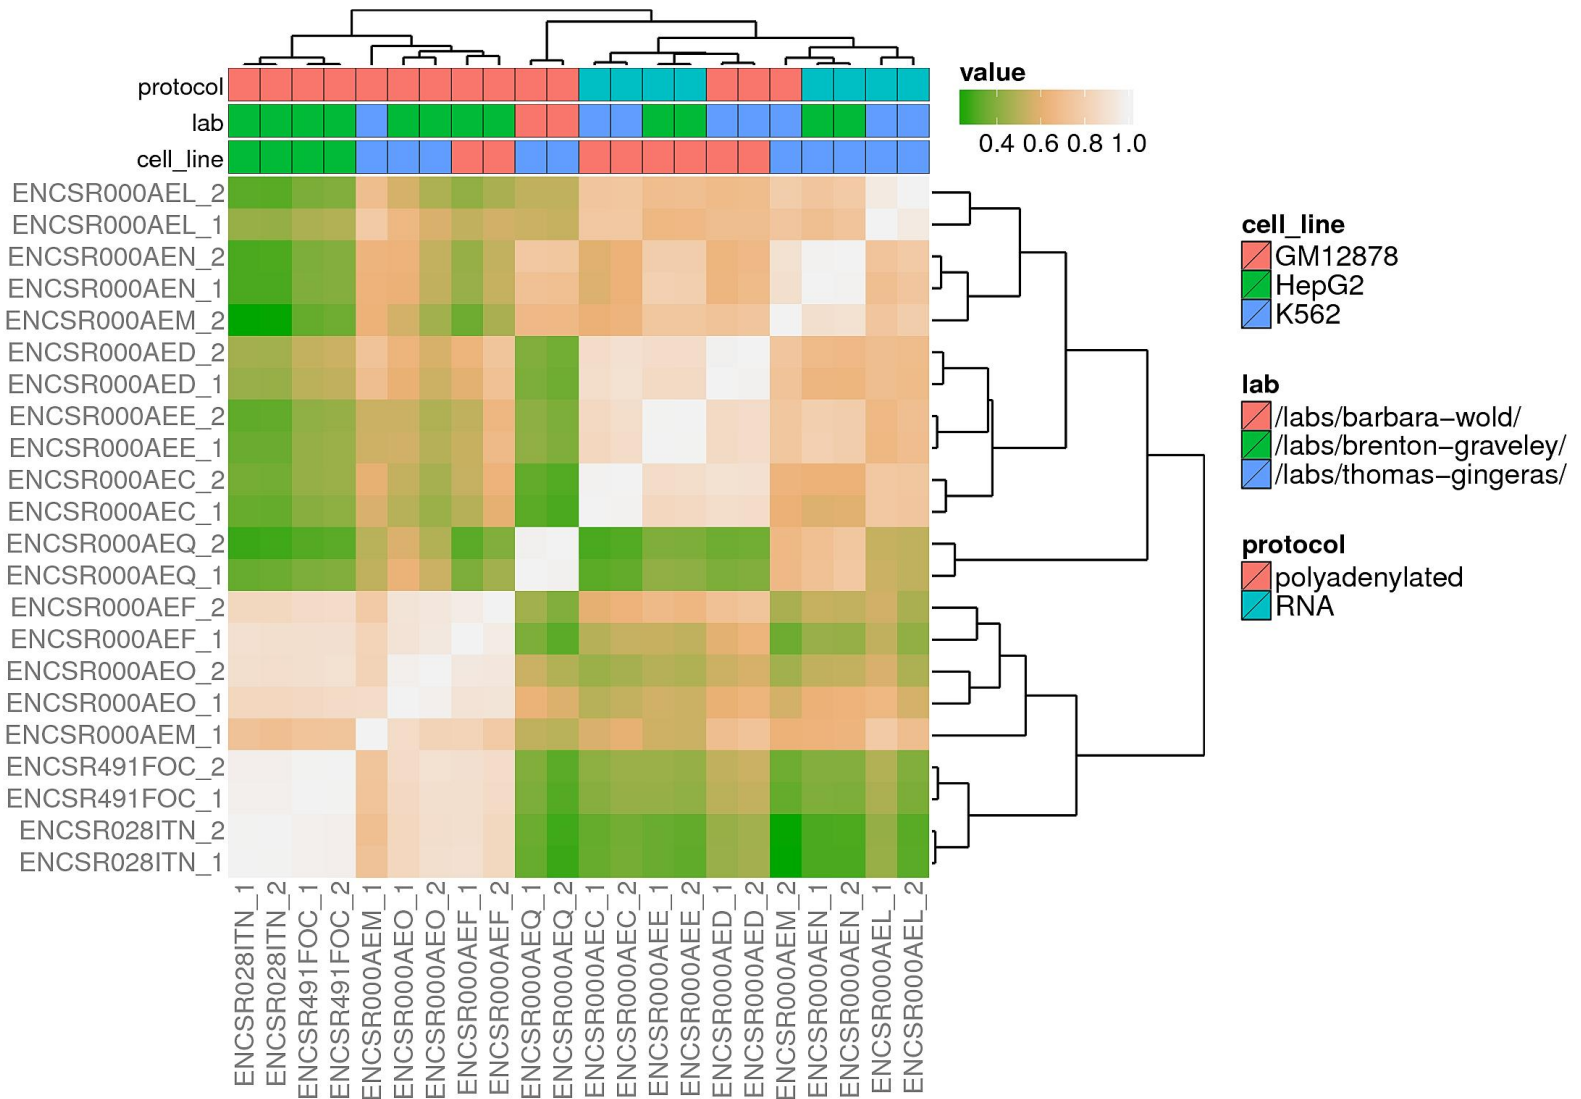 protocol
lab
cell_line
value
0.4 0.6 0.8 1.0
ENCSR000AEL_2
ENCSR000AEL_1
ENCSR000AEN_2
ENCSR000AEN_1
ENCSR000AEM_2
ENCSR000AED_2
ENCSR000AED_1
ENCSR000AEE_2
ENCSR000AEE_1
ENCSR000AEC_2
ENCSR000AEC_1
ENCSR000AEQ_2
ENCSR000AEQ_1
ENCSR000AEF_2
ENCSR000AEF_1
ENCSR000AEO_2
ENCSR000AEO_1
ENCSR000AEM_1
ENCSR491FOC_2
ENCSR491FOC_1
ENCSR028ITN_2
ENCSR028ITN_1
ENCSR028ITN_1
ENCSR028ITN_2
ENCSR491FOC_1
ENCSR491FOC_2
ENCSR000AEM_1
ENCSR000AEO_1
ENCSR000AEO_2
ENCSR000AEF_1
ENCSR000AEF_2
ENCSR000AEQ_1
ENCSR000AEQ_2
ENCSR000AEC_1
ENCSR000AEC_2
ENCSR000AEE_1
ENCSR000AEE_2
ENCSR000AED_1
ENCSR000AED_2
ENCSR000AEM_2
ENCSR000AEN_1
ENCSR000AEN_2
ENCSR000AEL_1
ENCSR000AEL_2
cell_line
GM12878
HepG2
K562
lab
/labs/barbara−wold/
/labs/brenton−graveley/
/labs/thomas−gingeras/
protocol
polyadenylated
RNA